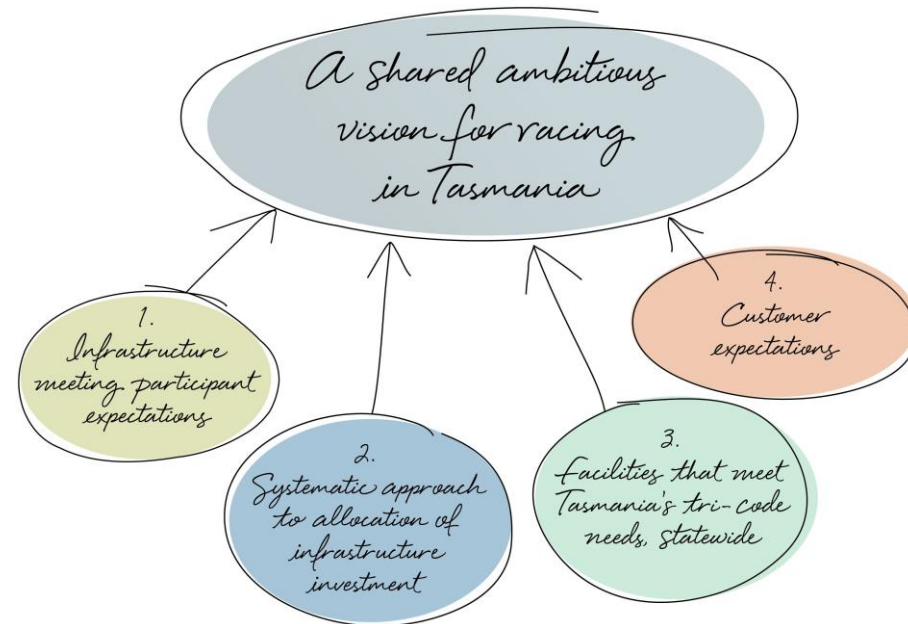 A shared ambitious
vision for racing
in Tasmania
1.
Infrastructure
meeting participant
expectations
2.
Systematic approach
to allocation of
infrastructure
investment
3.
Facilities that meet
Tasmania's tri-code
needs, statewide
4.
Customer
expectations